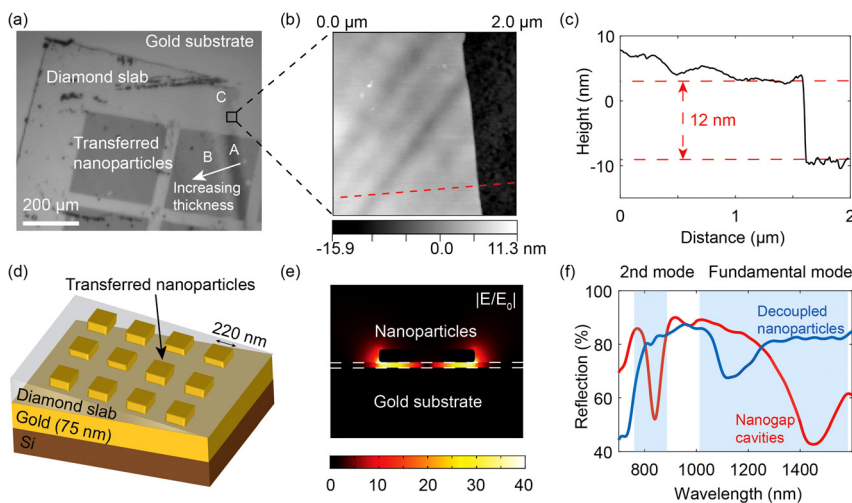 (a)
Gold substrate
Diamond slab
C
Transferred
nanoparticles
B
A
Increasing
thickness
200 μm
(b)
0.0 μm
2.0 μm
-15.9
0.0
11.3 nm
(c)
Height (nm)
10
0
-10
12 nm
0
1
2
Distance (μm)
(d)
Transferred nanoparticles
220 nm
Diamond slab
Gold (75 nm)
Si
(e)
|E/E0|
Nanoparticles
Gold substrate
0
10
20
30
40
(f)
2nd mode
Fundamental mode
Reflection (%)
100
80
60
40
Decoupled
nanoparticles
Nanogap
cavities
800
1000
1200
1400
Wavelength (nm)